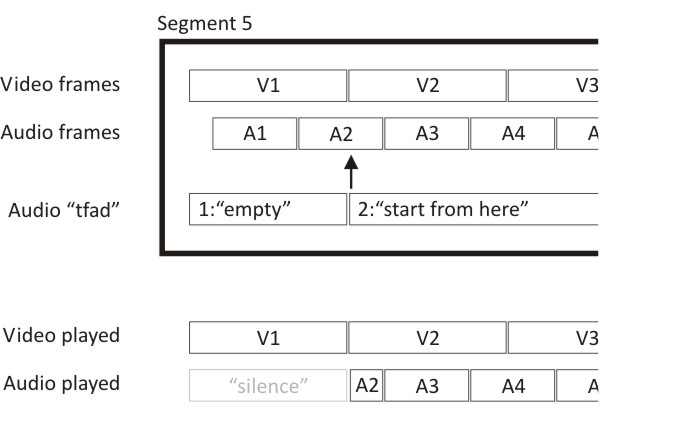 Segment 5
Video frames V1 V2 V3
Audio frames A1 A2 A3 A4 A
Audio “tfad” 1:“empty” 2:“start from here”
Video played V1 V2 V3
Audio played “silence” A2 A3 A4 A